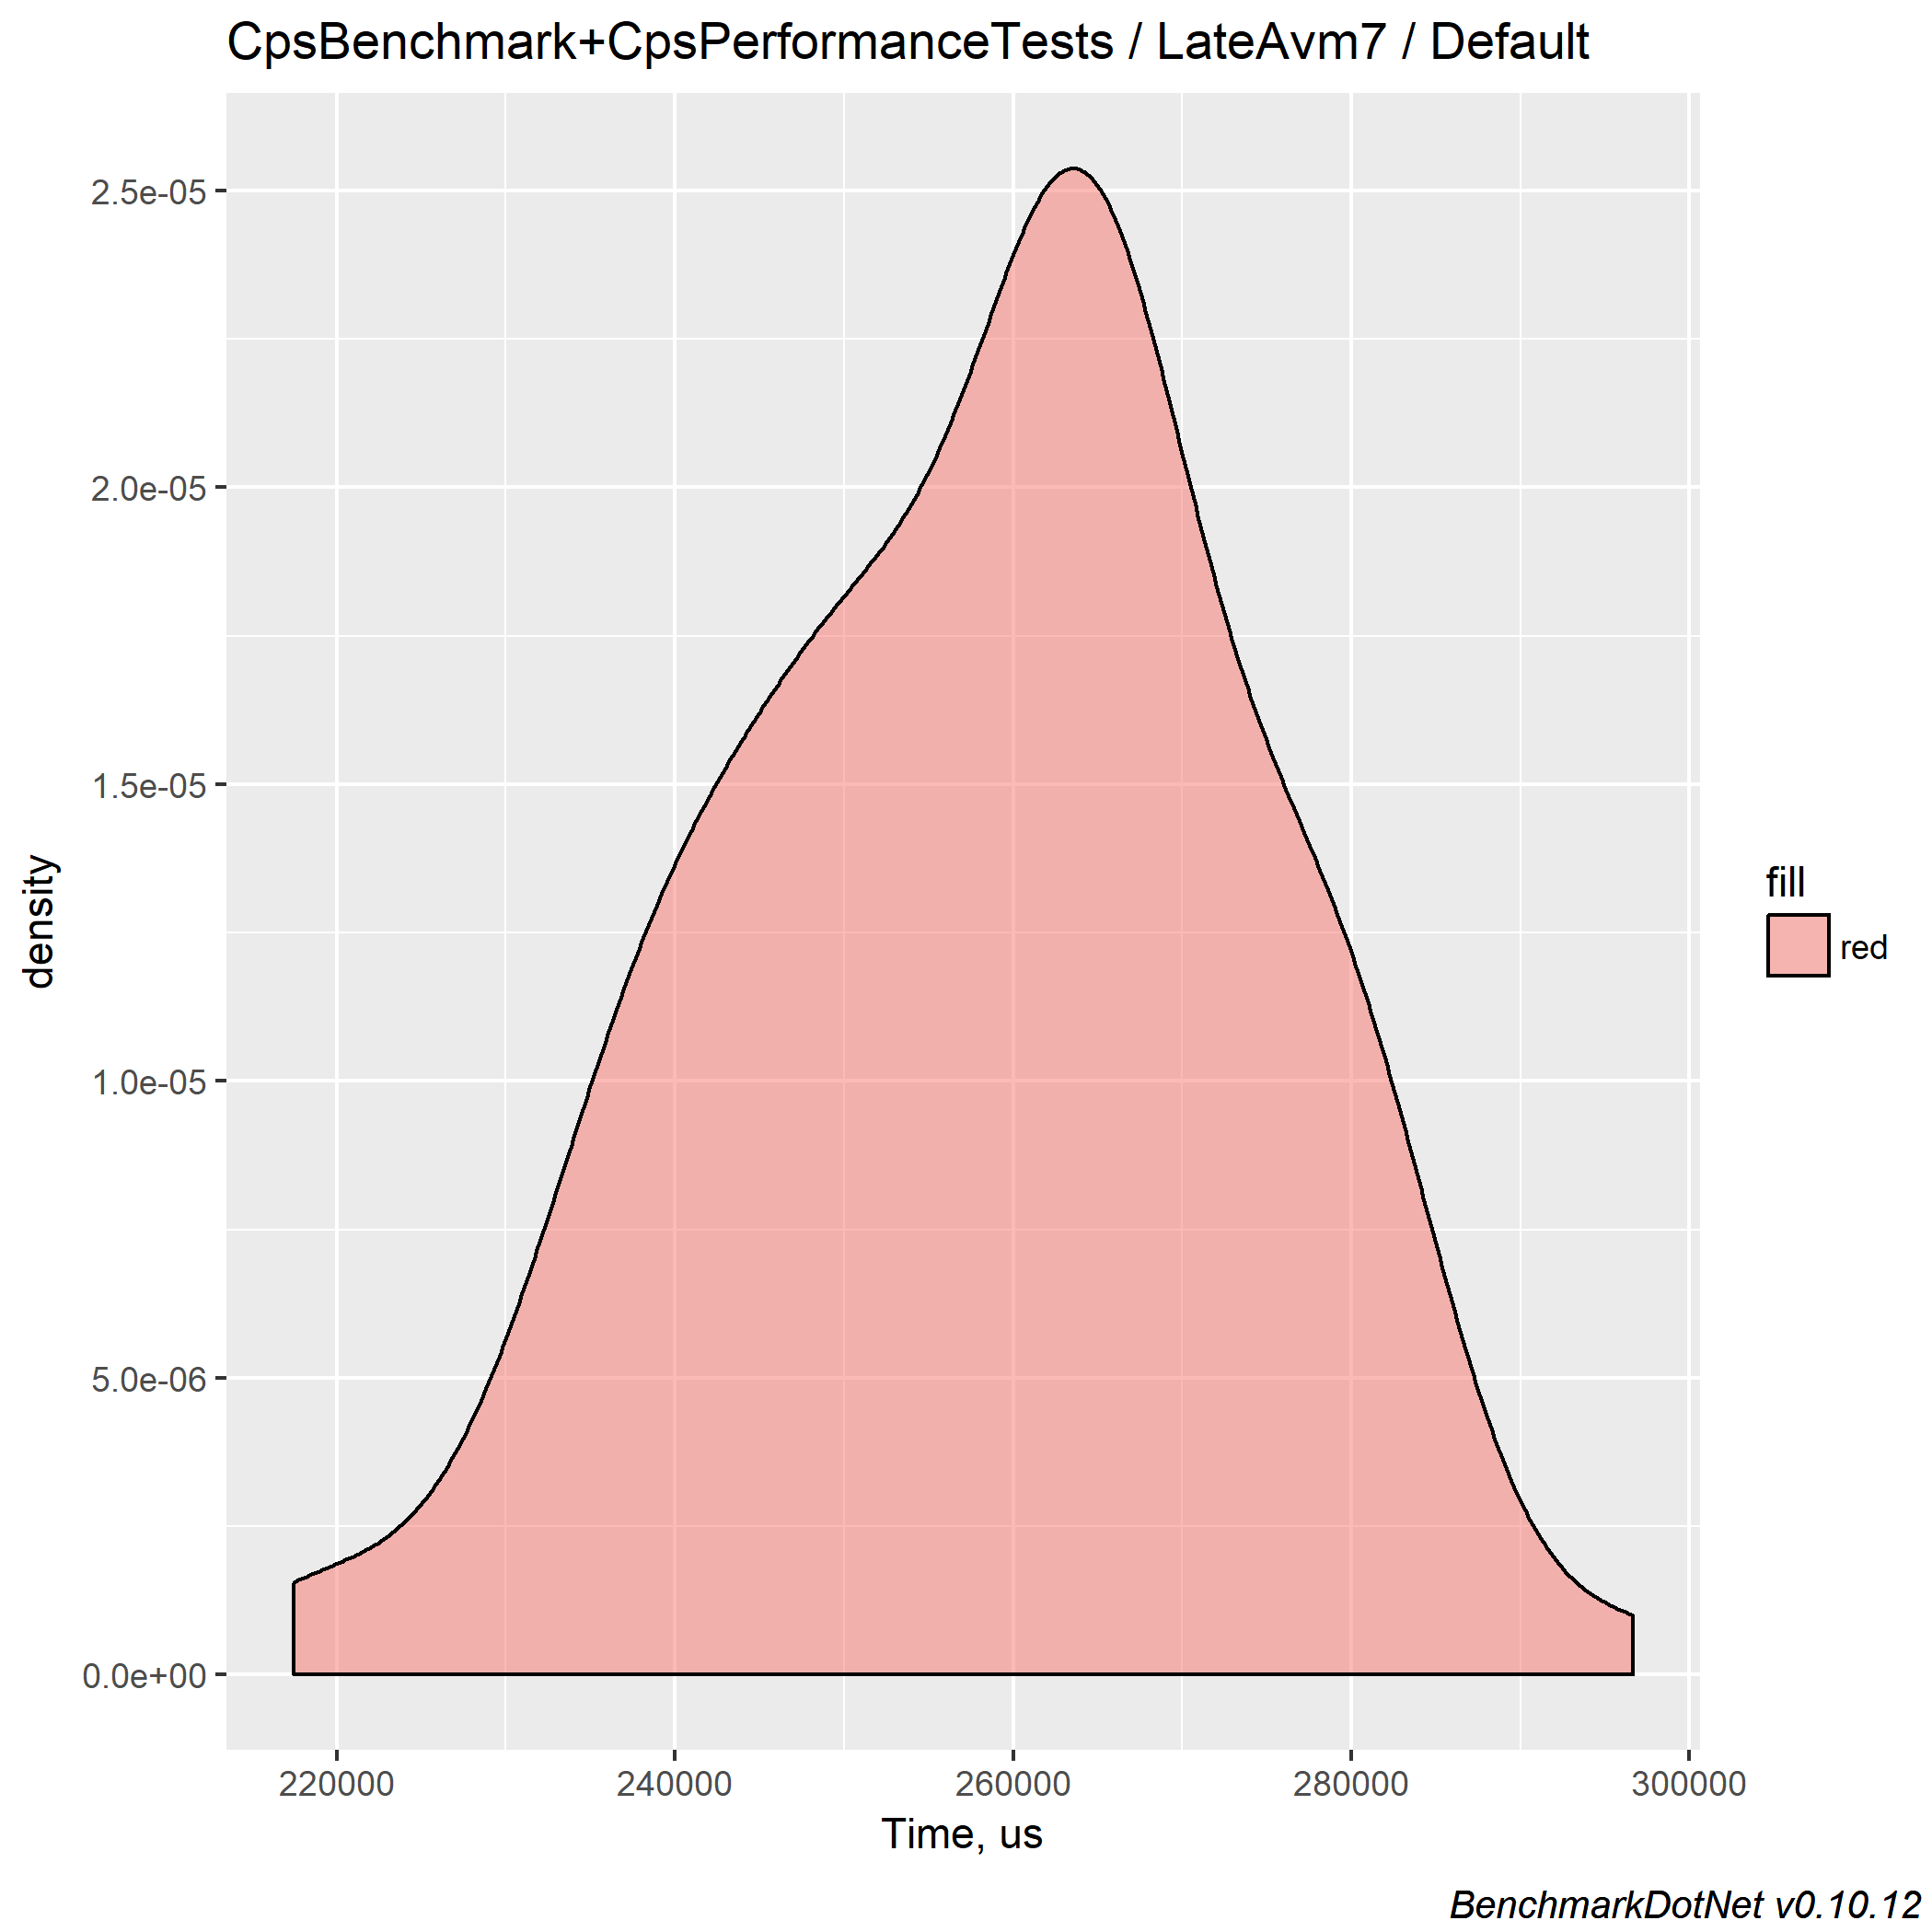 CpsBenchmark+CpsPerformanceTests / LateAvm7 / Default
2.5e-05
2.0e-05
1.5e-05
1.0e-05
5.0e-06
0.0e+00
density
220000 240000 260000 280000 300000
Time, us
fill
red
BenchmarkDotNet v0.10.12